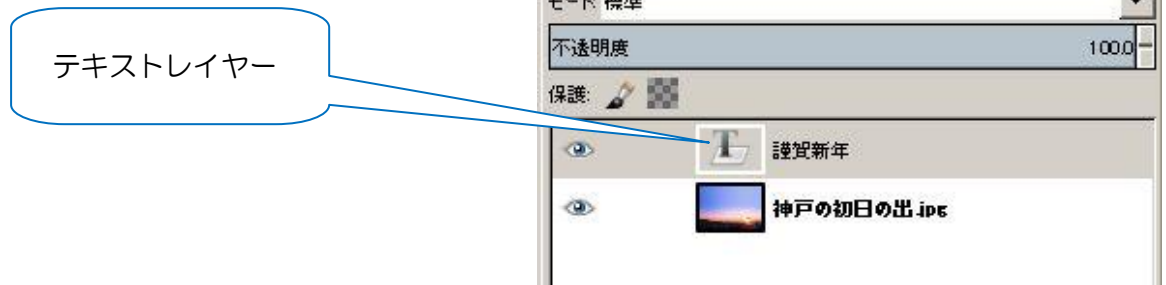 テキストレイヤー
モード 標準
不透明度 100.0
保護:
謹賀新年
神戸の初日の出.jpg